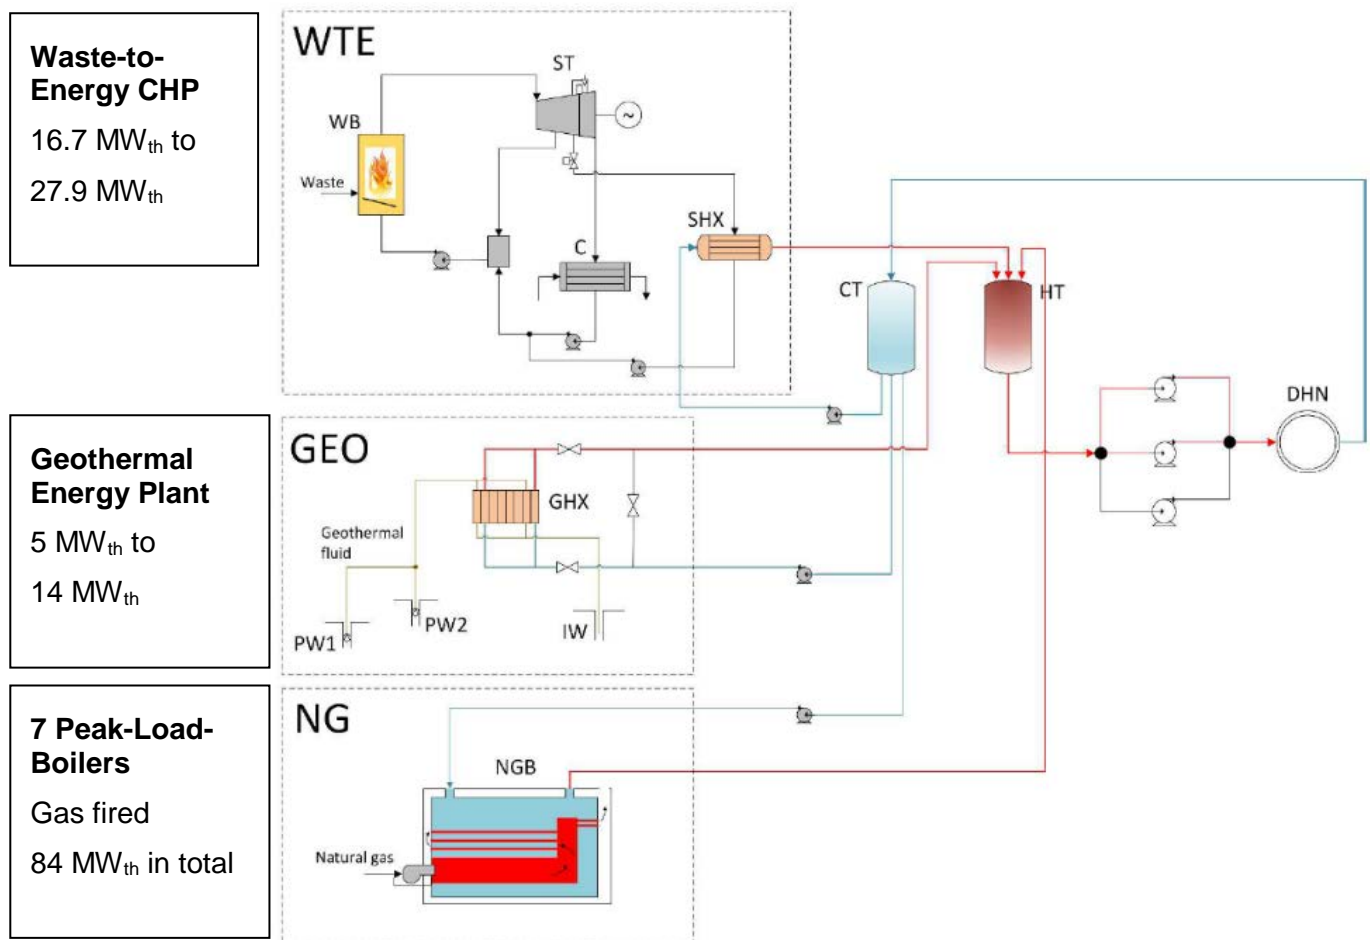 Waste-to-
Energy CHP
16.7 MWth to
27.9 MWth
WTE
ST
~
WB
Waste
C
SHX
CT
HT
DHN
Geothermal
Energy Plant
5 MWth to
14 MWth
GEO
GHX
Geothermal
fluid
PW1
PW2
IW
7 Peak-Load-
Boilers
Gas fired
84 MWth in total
NG
NGB
Natural gas